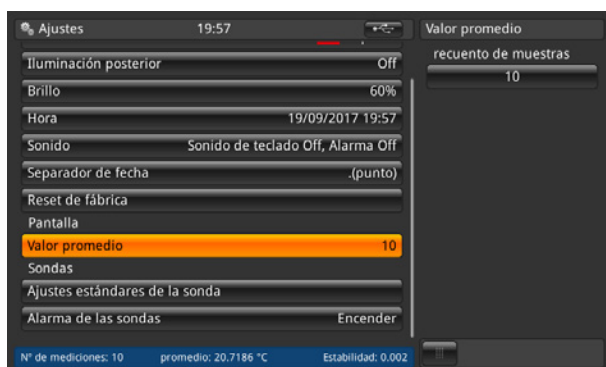 Ajustes 19:57
Iluminación posterior Off
Brillo 60%
Hora 19/09/2017 19:57
Sonido Sonido de teclado Off, Alarma Off
Separador de fecha .(punto)
Reset de fábrica
Pantalla
Valor promedio 10
Sondas
Ajustes estándares de la sonda
Alarma de las sondas Encender
N° de mediciones: 10 promedio: 20.7186 °C Estabilidad: 0.002
Valor promedio
recuento de muestras
10